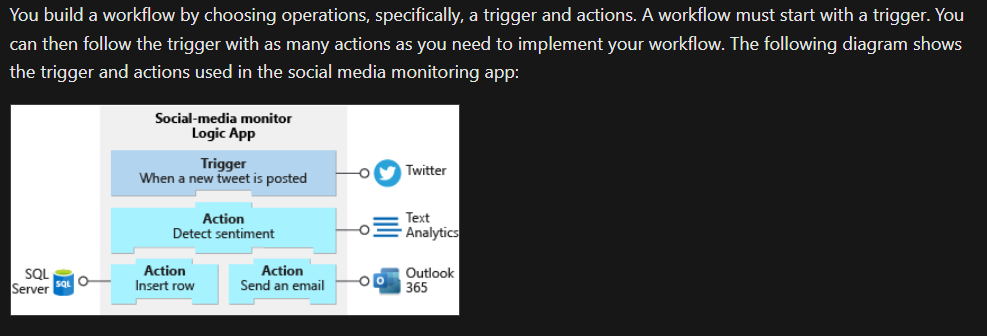 You build a workflow by choosing operations, specifically, a trigger and actions. A workflow must start with a trigger. You
can then follow the trigger with as many actions as you need to implement your workflow. The following diagram shows
the trigger and actions used in the social media monitoring app:
Social-media monitor
Logic App
Trigger
When a new tweet is posted
Twitter
Action
Detect sentiment
Text
Analytics
SQL
Server
SQL
Action
Insert row
Action
Send an email
Outlook
365